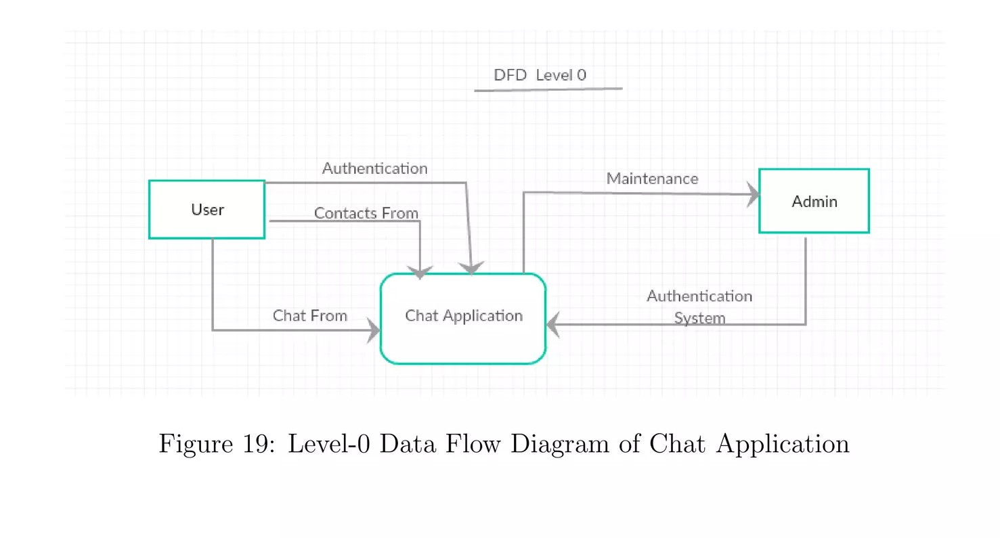 DFD Level 0
Authentication
Maintenance
User
Admin
Contacts From
Authentication
System
Chat From
Chat Application
Figure 19: Level-0 Data Flow Diagram of Chat Application